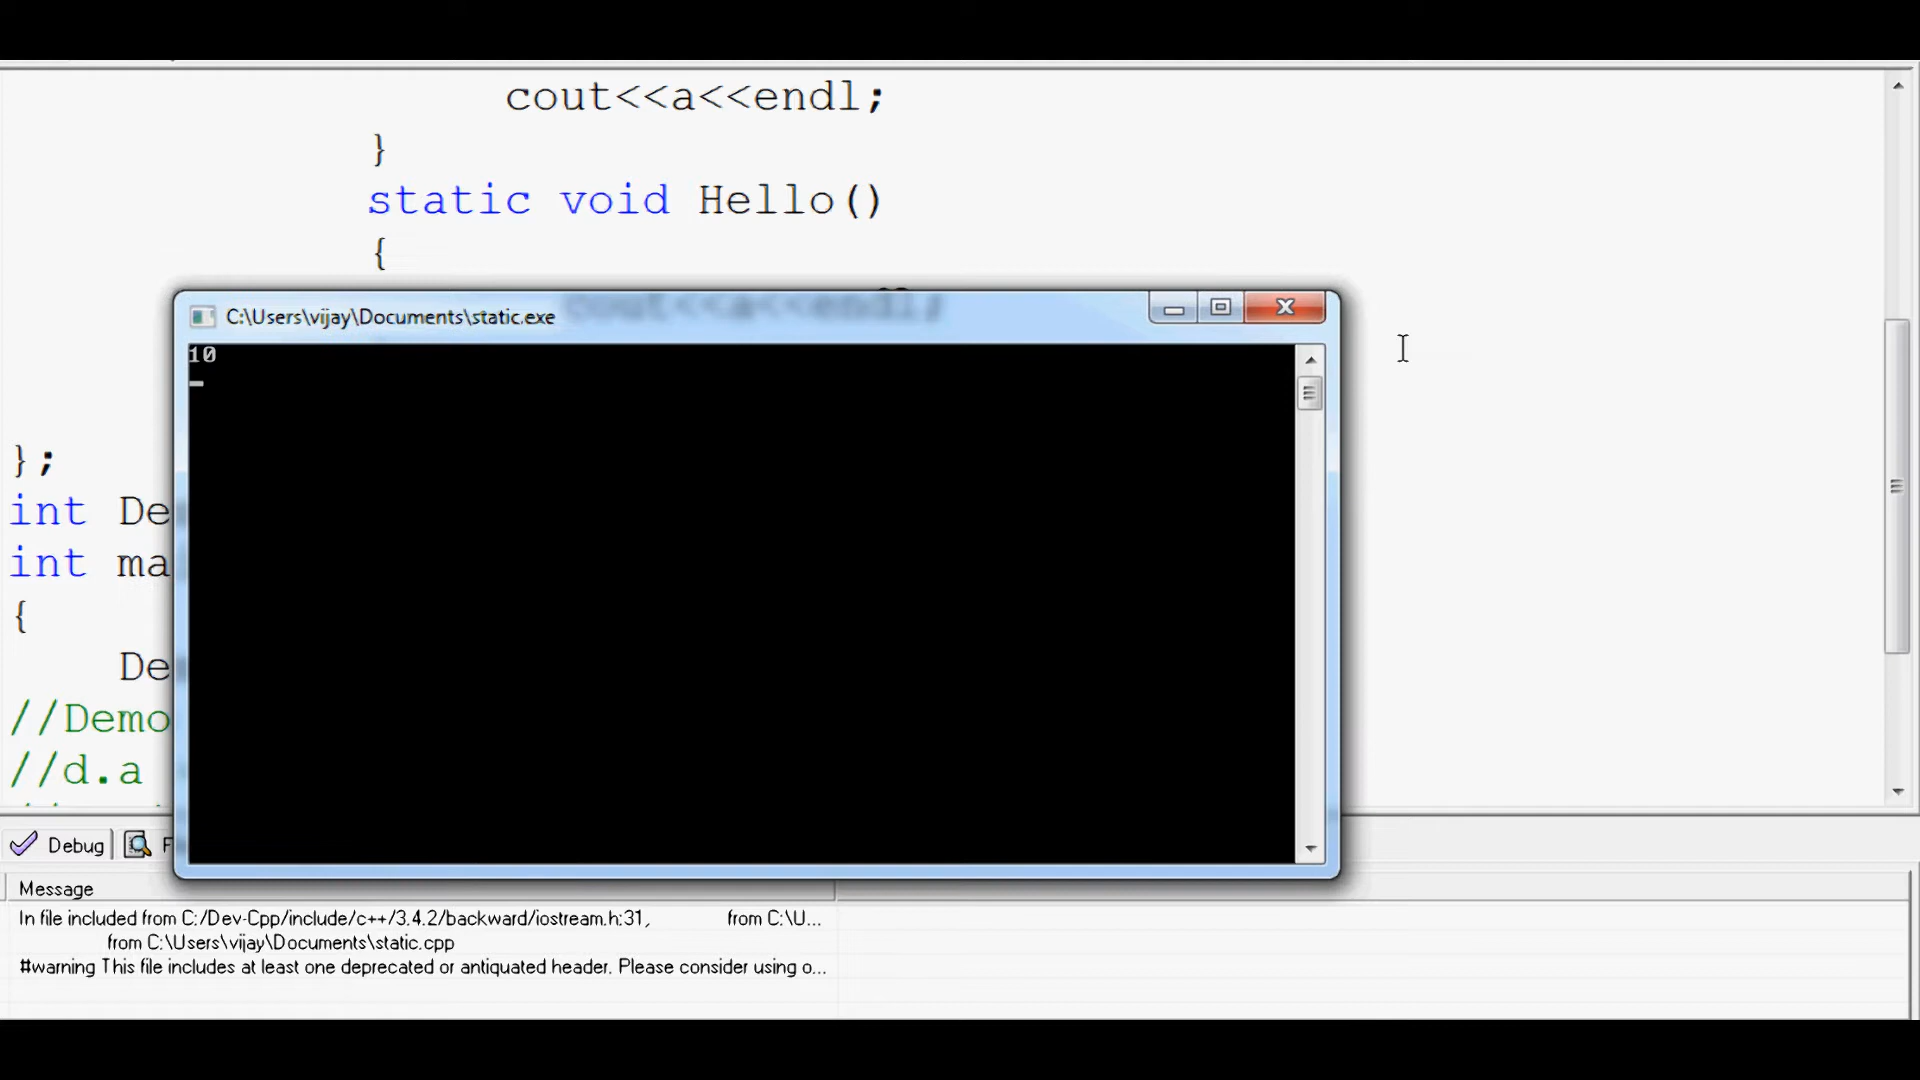 cout<<a<<endl;
}
static void Hello()
{
cout<<a<<endl;
C:\Users\vijay\Documents\static.exe
10
};
int De
int ma
{
De
//Demo
//d.a
Debug
F
Message
In file included from C:/Dev-Cpp/include/c++/3.4.2/backward/iostream.h:31, from C:\U...
from C:\Users\vijay\Documents\static.cpp
#warning This file includes at least one deprecated or antiquated header. Please consider using o...